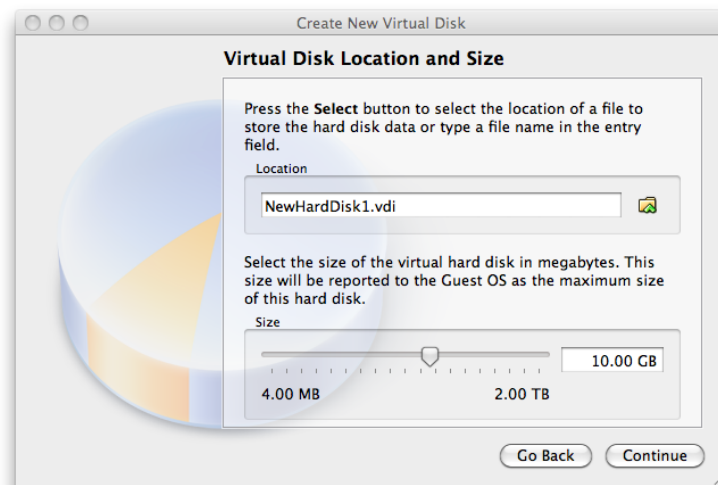 Create New Virtual Disk
Virtual Disk Location and Size
Press the Select button to select the location of a file to
store the hard disk data or type a file name in the entry
field.
Location
NewHardDisk1.vdi
Select the size of the virtual hard disk in megabytes. This
size will be reported to the Guest OS as the maximum size
of this hard disk.
Size
10.00 GB
4.00 MB 2.00 TB
Go Back Continue